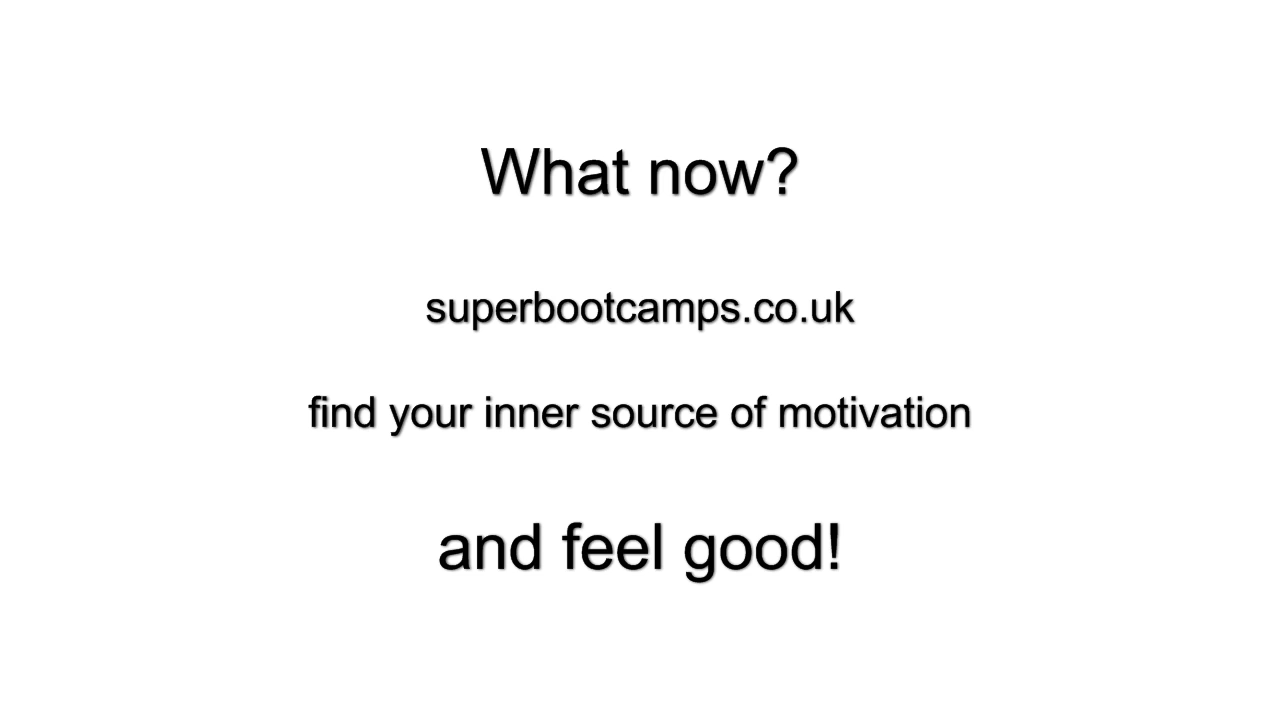 What now?
superbootcamps.co.uk
find your inner source of motivation
and feel good!